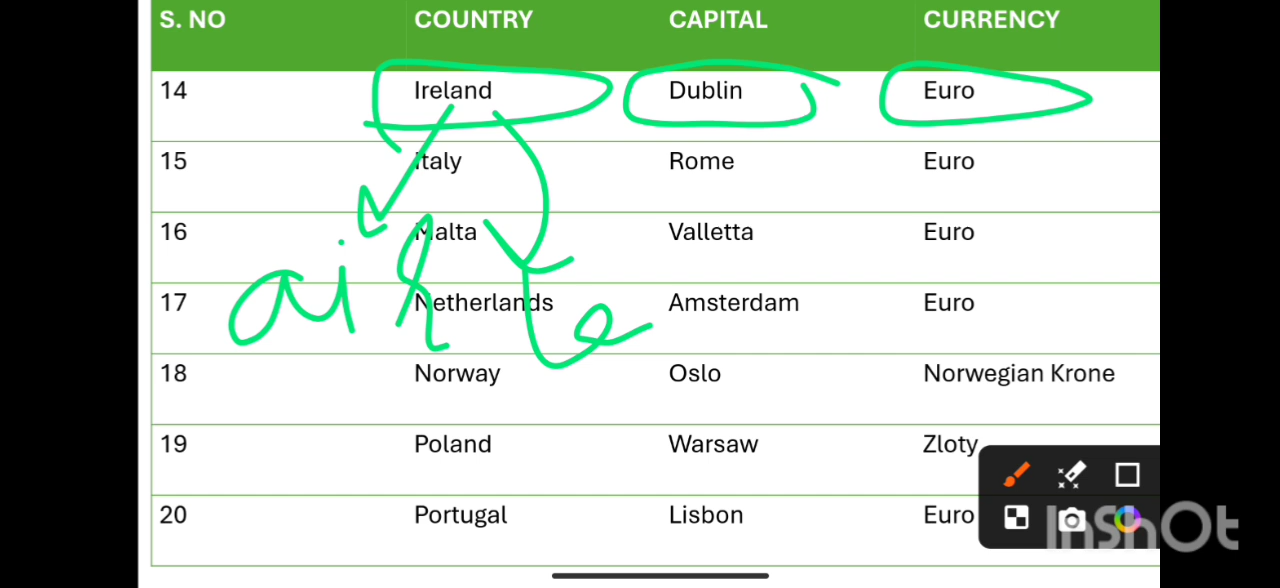 S. NO COUNTRY CAPITAL CURRENCY
14 Ireland Dublin Euro
15 Italy Rome Euro
16 Malta Valletta Euro
17 Netherlands Amsterdam Euro
18 Norway Oslo Norwegian Krone
19 Poland Warsaw Zloty
20 Portugal Lisbon Euro
InShOt